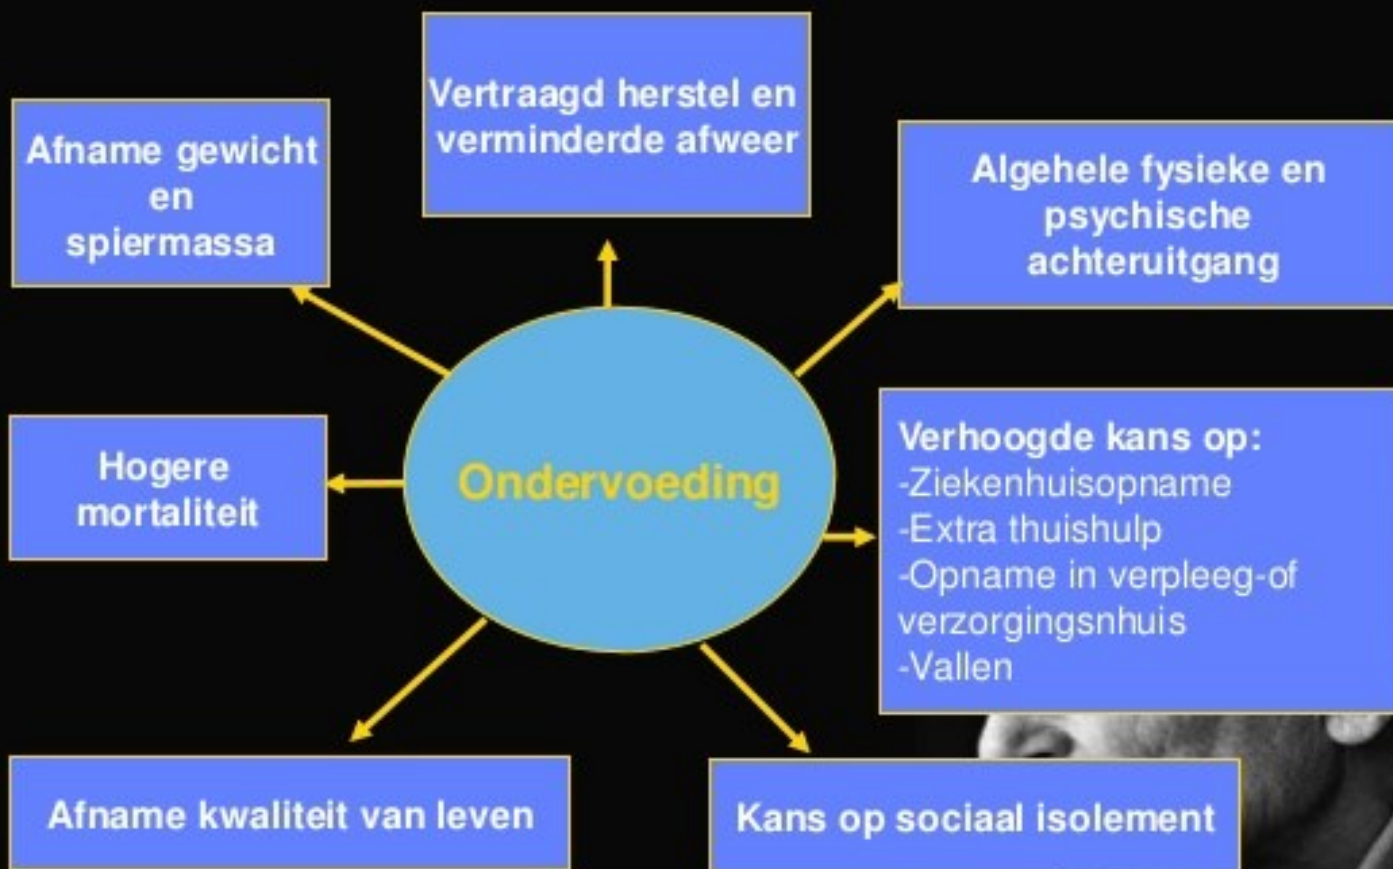 Vertraagd herstel en
verminderde afweer
Afname gewicht
en
spiermassa
Algehele fysieke en
psychische
achteruitgang
Hogere
mortaliteit
Ondervoeding
Verhoogde kans op:
-Ziekenhuisopname
-Extra thuishulp
-Opname in verpleeg-of
verzorgingsnhuis
-Vallen
Afname kwaliteit van leven
Kans op sociaal isolement